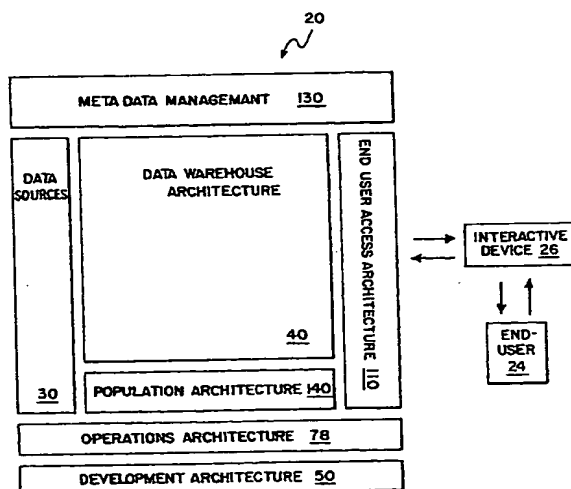 20
META DATA MANAGEMANT 130
DATA
SOURCES
30
DATA WAREHOUSE
ARCHITECTURE
40
POPULATION ARCHITECTURE 140
END USER ACCESS ARCHITECTURE 110
INTERACTIVE
DEVICE 26
END-
USER
24
OPERATIONS ARCHITECTURE 78
DEVELOPMENT ARCHITECTURE 50